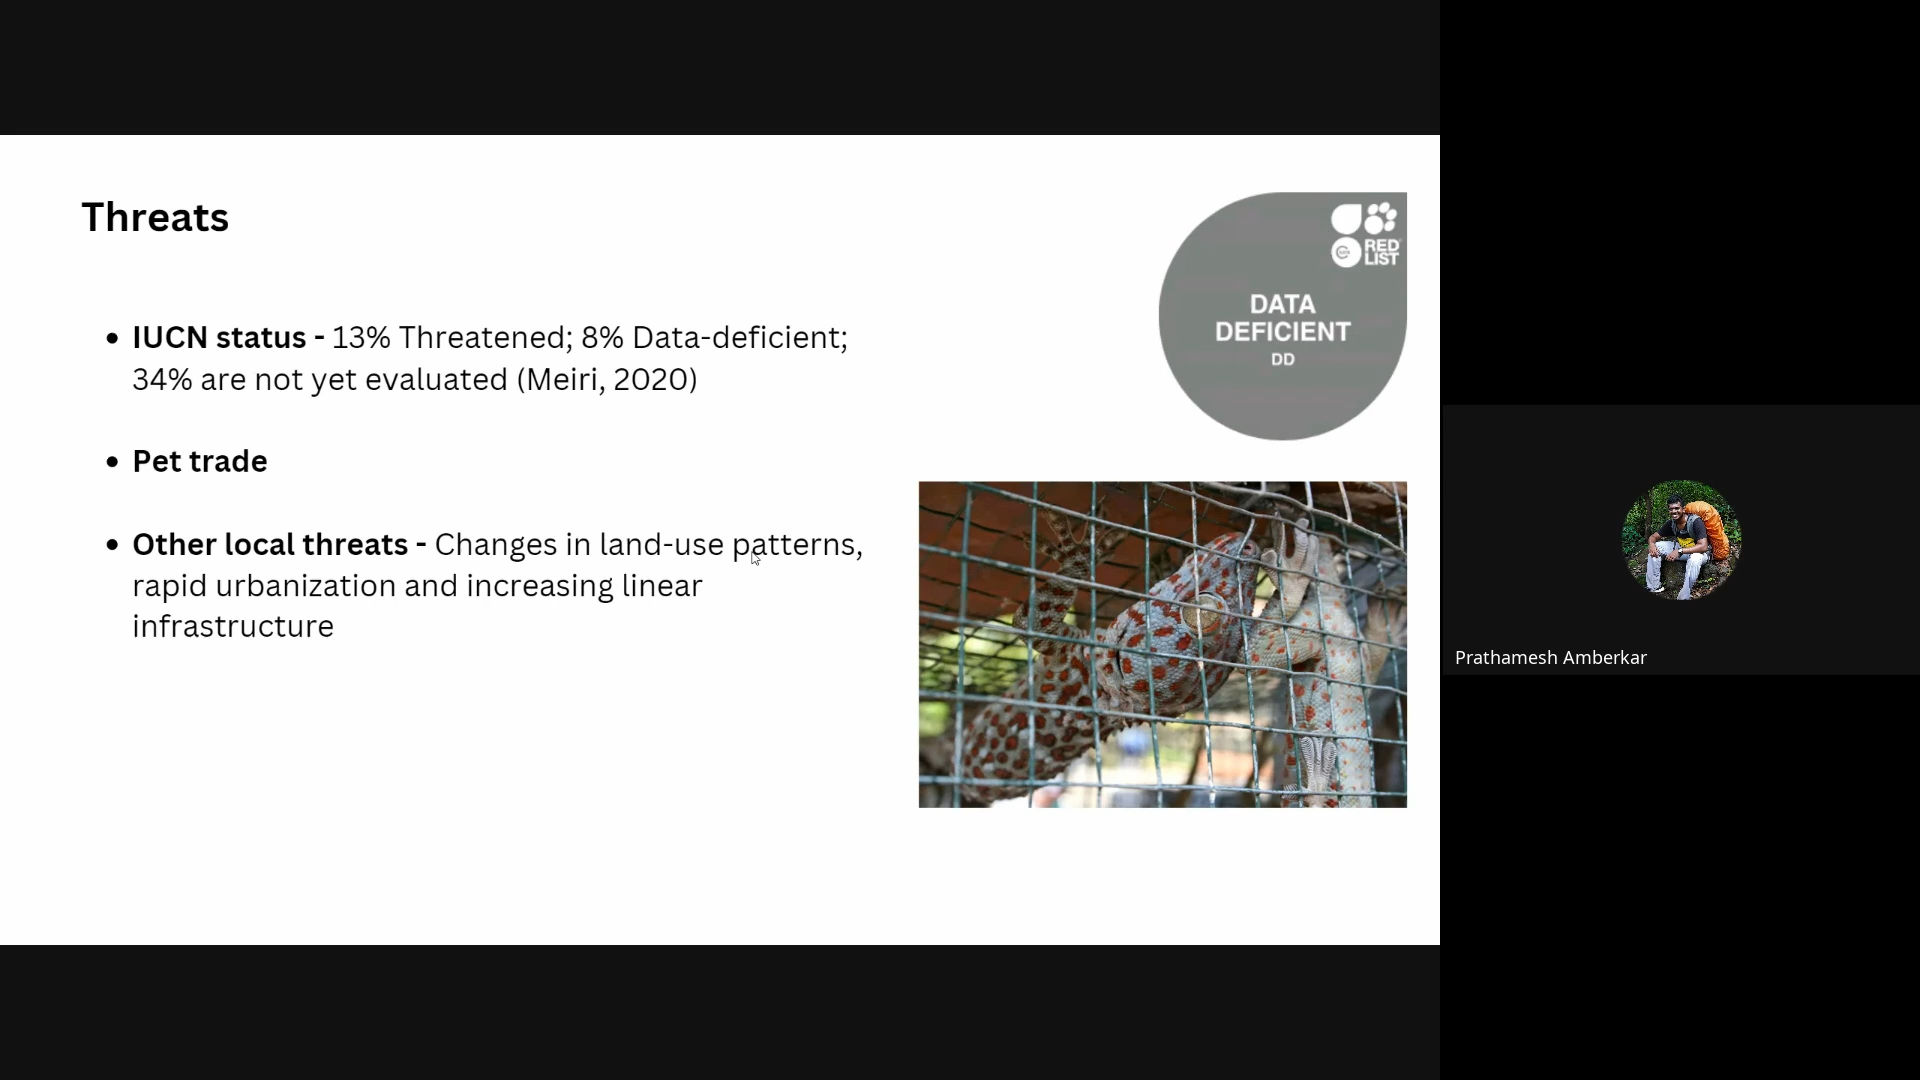 Threats
RED
LIST
DATA
DEFICIENT
DD
• IUCN status - 13% Threatened; 8% Data-deficient;
34% are not yet evaluated (Meiri, 2020)
• Pet trade
• Other local threats - Changes in land-use patterns,
rapid urbanization and increasing linear
infrastructure
Prathamesh Amberkar